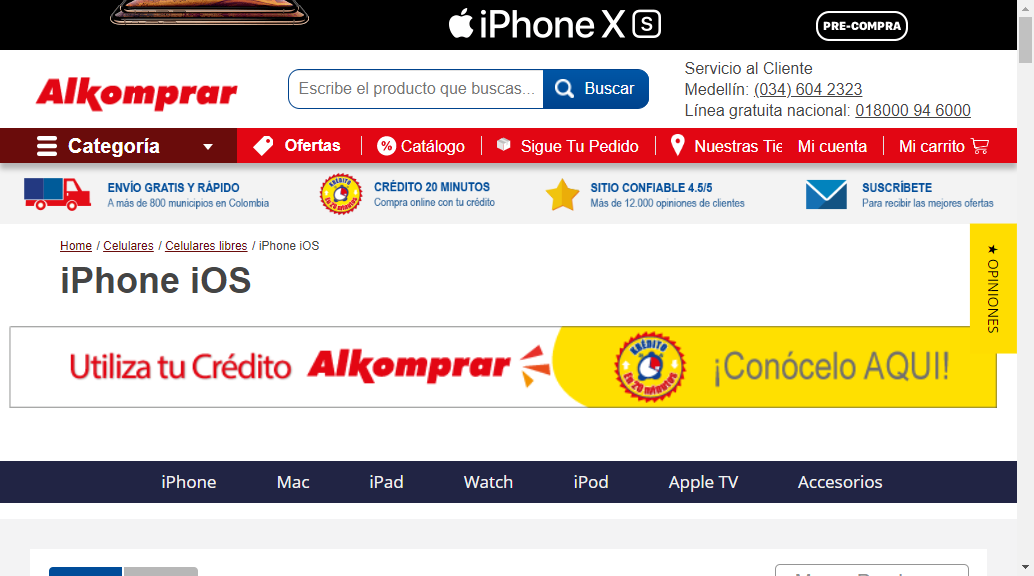 iPhone X S
PRE-COMPRA
Alkomprar
Escribe el producto que buscas...
Buscar
Servicio al Cliente
Medellín: (034) 604 2323
Línea gratuita nacional: 018000 94 6000
Categoría
Ofertas
Catálogo
Sigue Tu Pedido
Nuestras Tie
Mi cuenta
Mi carrito
ENVÍO GRATIS Y RÁPIDO
A más de 800 municipios en Colombia
KRÉDITO
En 20 minutos
CRÉDITO 20 MINUTOS
Compra online con tu crédito
SITIO CONFIABLE 4.5/5
Más de 12.000 opiniones de clientes
SUSCRÍBETE
Para recibir las mejores ofertas
Home / Celulares / Celulares libres / iPhone iOS
iPhone iOS
★ OPINIONES
Utiliza tu Crédito Alkomprar
KRÉDITO
En 20 minutos
¡Conócelo AQUI!
iPhone
Mac
iPad
Watch
iPod
Apple TV
Accesorios